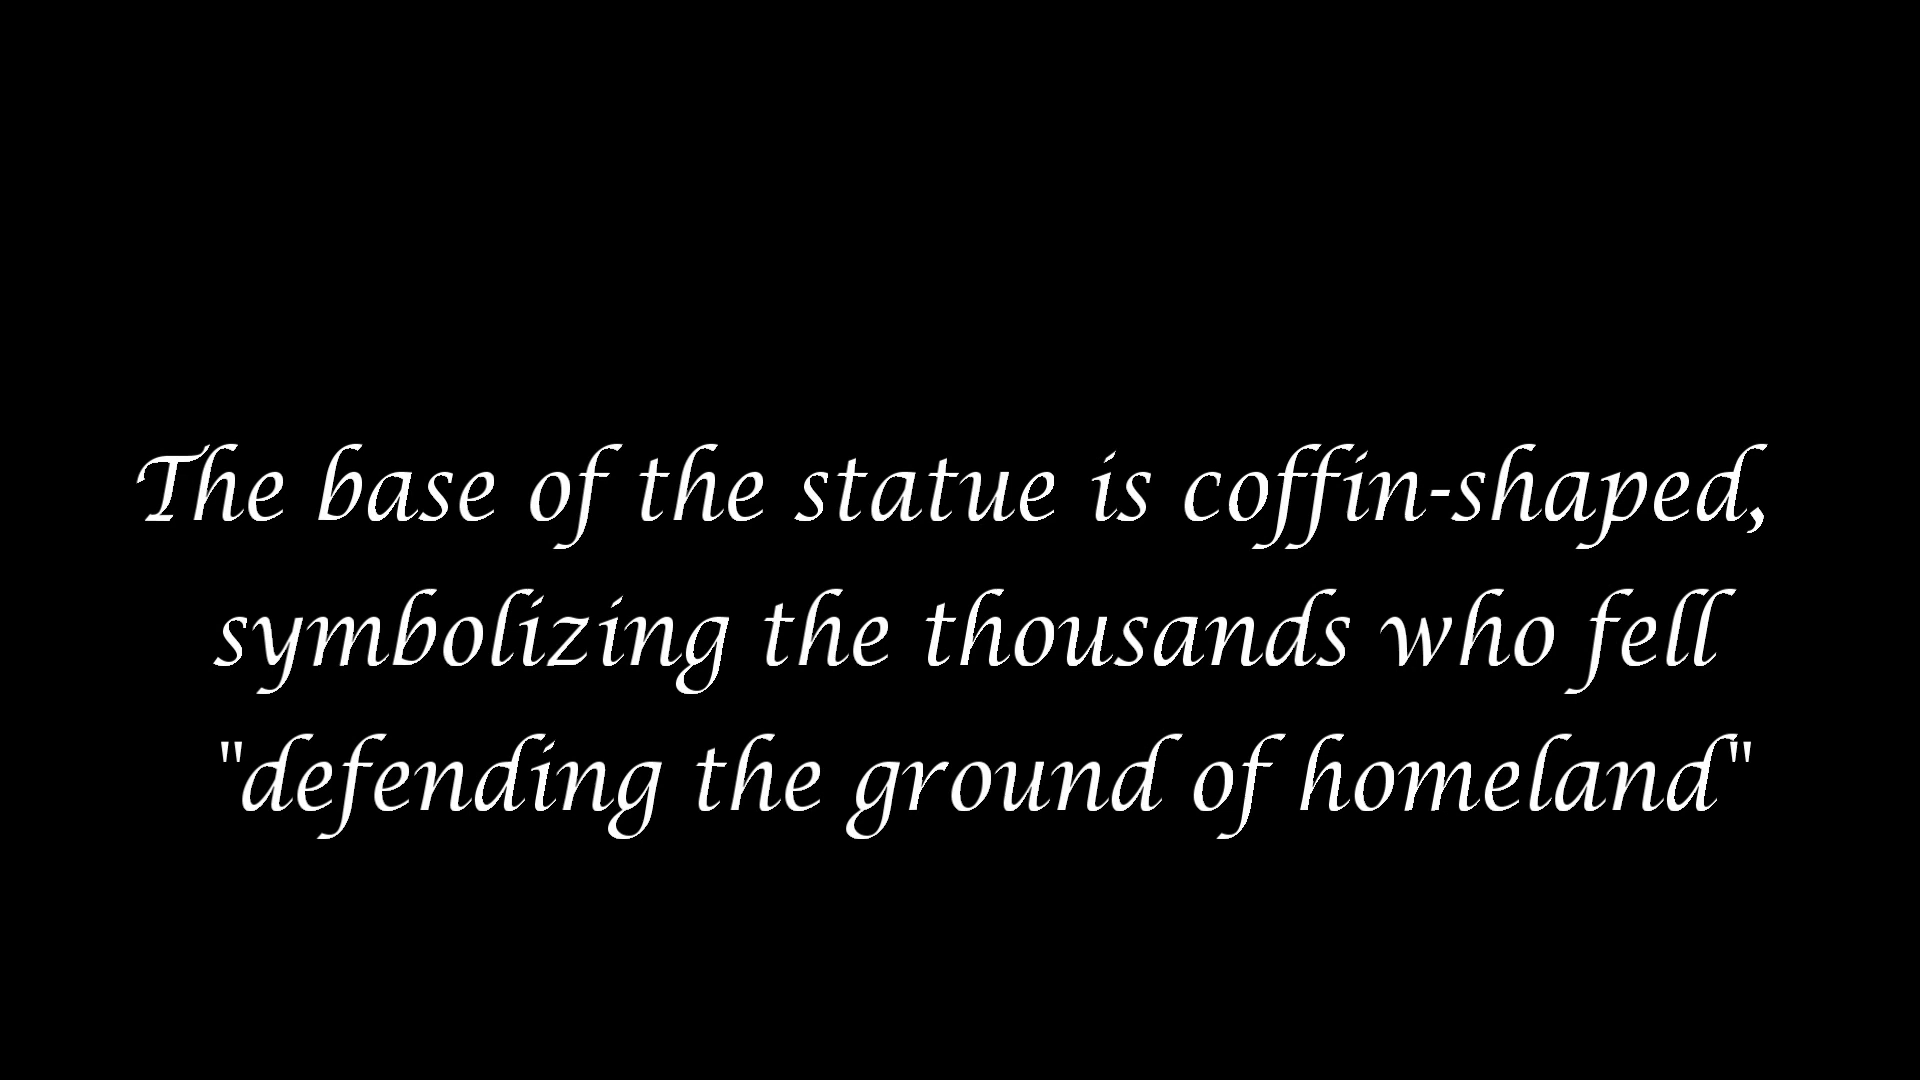 The base of the statue is coffin-shaped,
symbolizing the thousands who fell
"defending the ground of homeland"